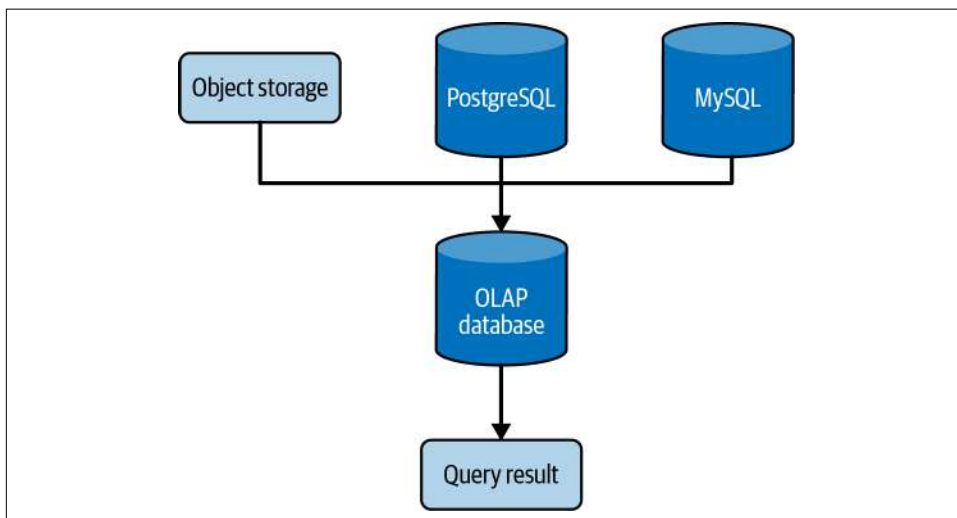 Object storage
PostgreSQL
MySQL
OLAP
database
Query result